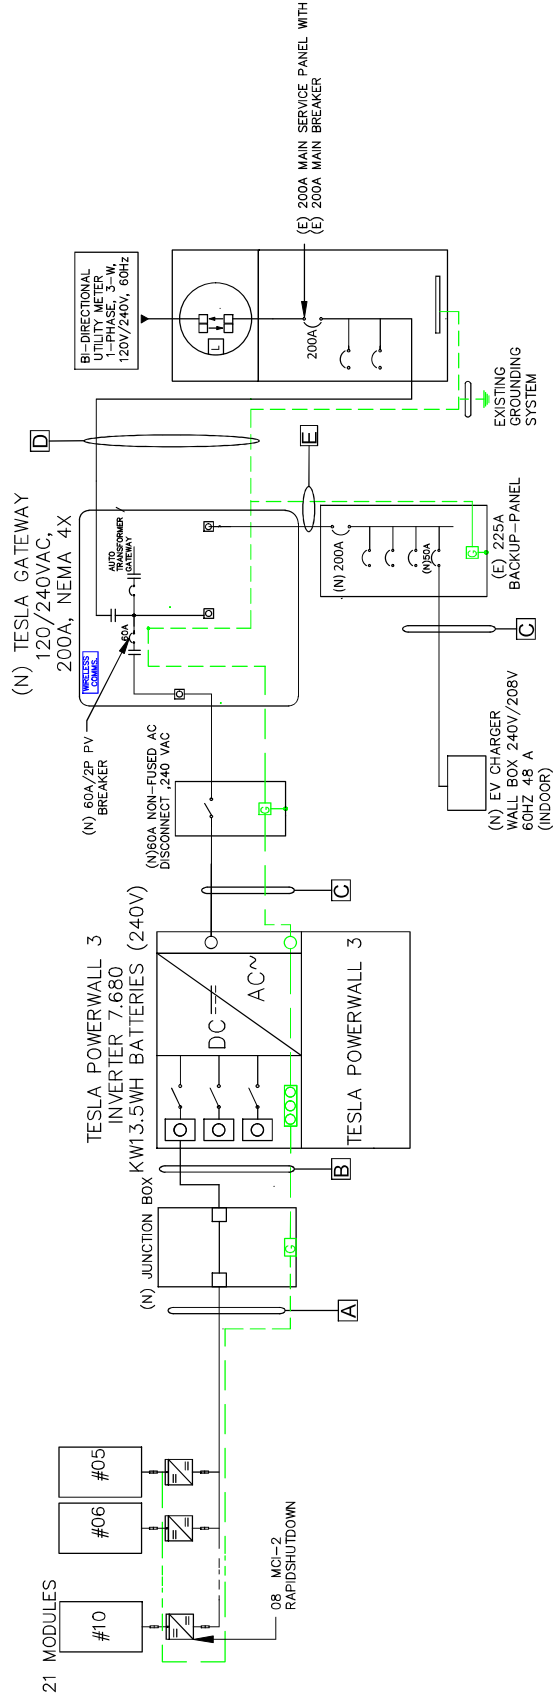 21 MODULES
#10
#06
#05
08 MCI-2
RAPIDSHUTDOWN
A
(N) JUNCTION BOX
G
B
TESLA POWERWALL 3
INVERTER 7.680
KW13.5WH BATTERIES (240V)
DC
AC~
TESLA POWERWALL 3
C
(N)60A NON-FUSED AC
DISCONNECT ,240 VAC
G
(N) 60A/2P PV
BREAKER
(N) TESLA GATEWAY
120/240VAC,
200A, NEMA 4X
WIRELESS
COMMS.
60A
AUTO
TRANSFORMER
GATEWAY
D
E
(N) 200A
(N)50A
G
(E) 225A
BACKUP-PANEL
C
(N) EV CHARGER
WALL BOX 240V/208V
60HZ 48 A
(INDOOR)
BI-DIRECTIONAL
UTILITY METER
1-PHASE, 3-W,
120V/240V, 60Hz
L
200A
(E) 200A MAIN SERVICE PANEL WITH
(E) 200A MAIN BREAKER
EXISTING
GROUNDING
SYSTEM